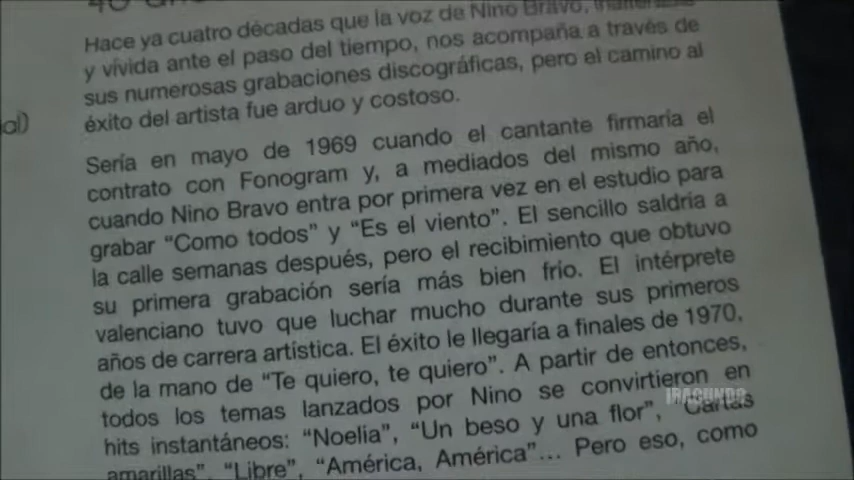 40
Hace ya cuatro décadas que la voz de Nino Bravo,
y vivida ante el paso del tiempo, nos acompaña a través de
sus numerosas grabaciones discográficas, pero el camino al
éxito del artista fue arduo y costoso.
Sería en mayo de 1969 cuando el cantante firmaría el
contrato con Fonogram y, a mediados del mismo año,
cuando Nino Bravo entra por primera vez en el estudio para
grabar “Como todos” y “Es el viento”. El sencillo saldría a
la calle semanas después, pero el recibimiento que obtuvo
su primera grabación sería más bien frío. El intérprete
valenciano tuvo que luchar mucho durante sus primeros
años de carrera artística. El éxito le llegaría a finales de 1970,
de la mano de “Te quiero, te quiero”. A partir de entonces,
todos los temas lanzados por Nino se convirtieron en
hits instantáneos: “Noelia”, “Un beso y una flor”, “Cartas
amarillas”, “Libre”, “América, América”... Pero eso, como
IRACUNDO